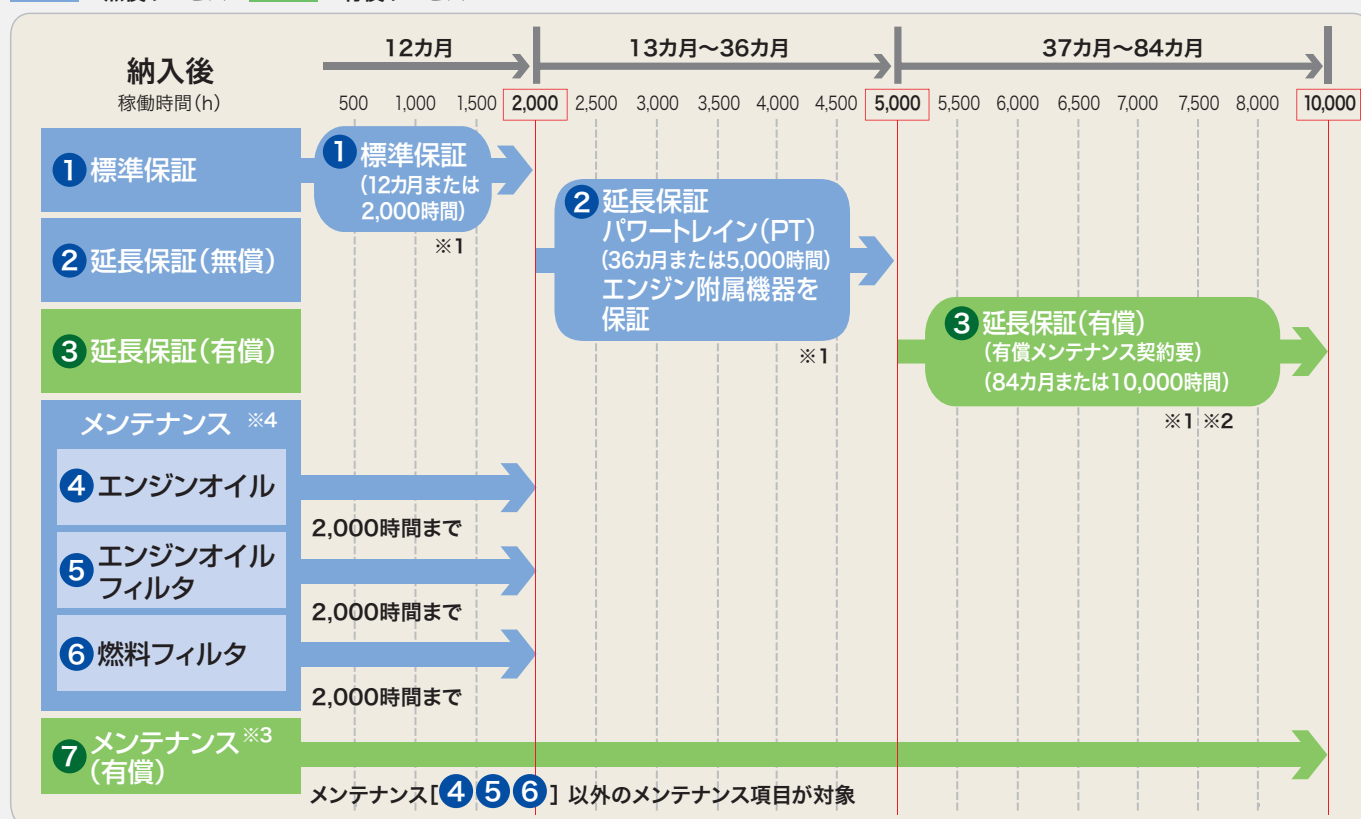 12カ月 13カ月～36カ月 37カ月～84カ月
納入後
稼働時間(h) 500 1,000 1,500 2,000 2,500 3,000 3,500 4,000 4,500 5,000 5,500 6,000 6,500 7,000 7,500 8,000 10,000
1 標準保証
1 標準保証
(12カ月または
2,000時間)
※1
2 延長保証(無償)
2 延長保証
パワートレイン(PT)
(36カ月または5,000時間)
エンジン附属機器を
保証
※1
3 延長保証(有償)
3 延長保証(有償)
(有償メンテナンス契約要)
(84カ月または10,000時間)
※1 ※2
メンテナンス ※4
4 エンジンオイル
2,000時間まで
5 エンジンオイル
フィルタ
2,000時間まで
6 燃料フィルタ
2,000時間まで
7 メンテナンス※3
(有償)
メンテナンス[4 5 6] 以外のメンテナンス項目が対象